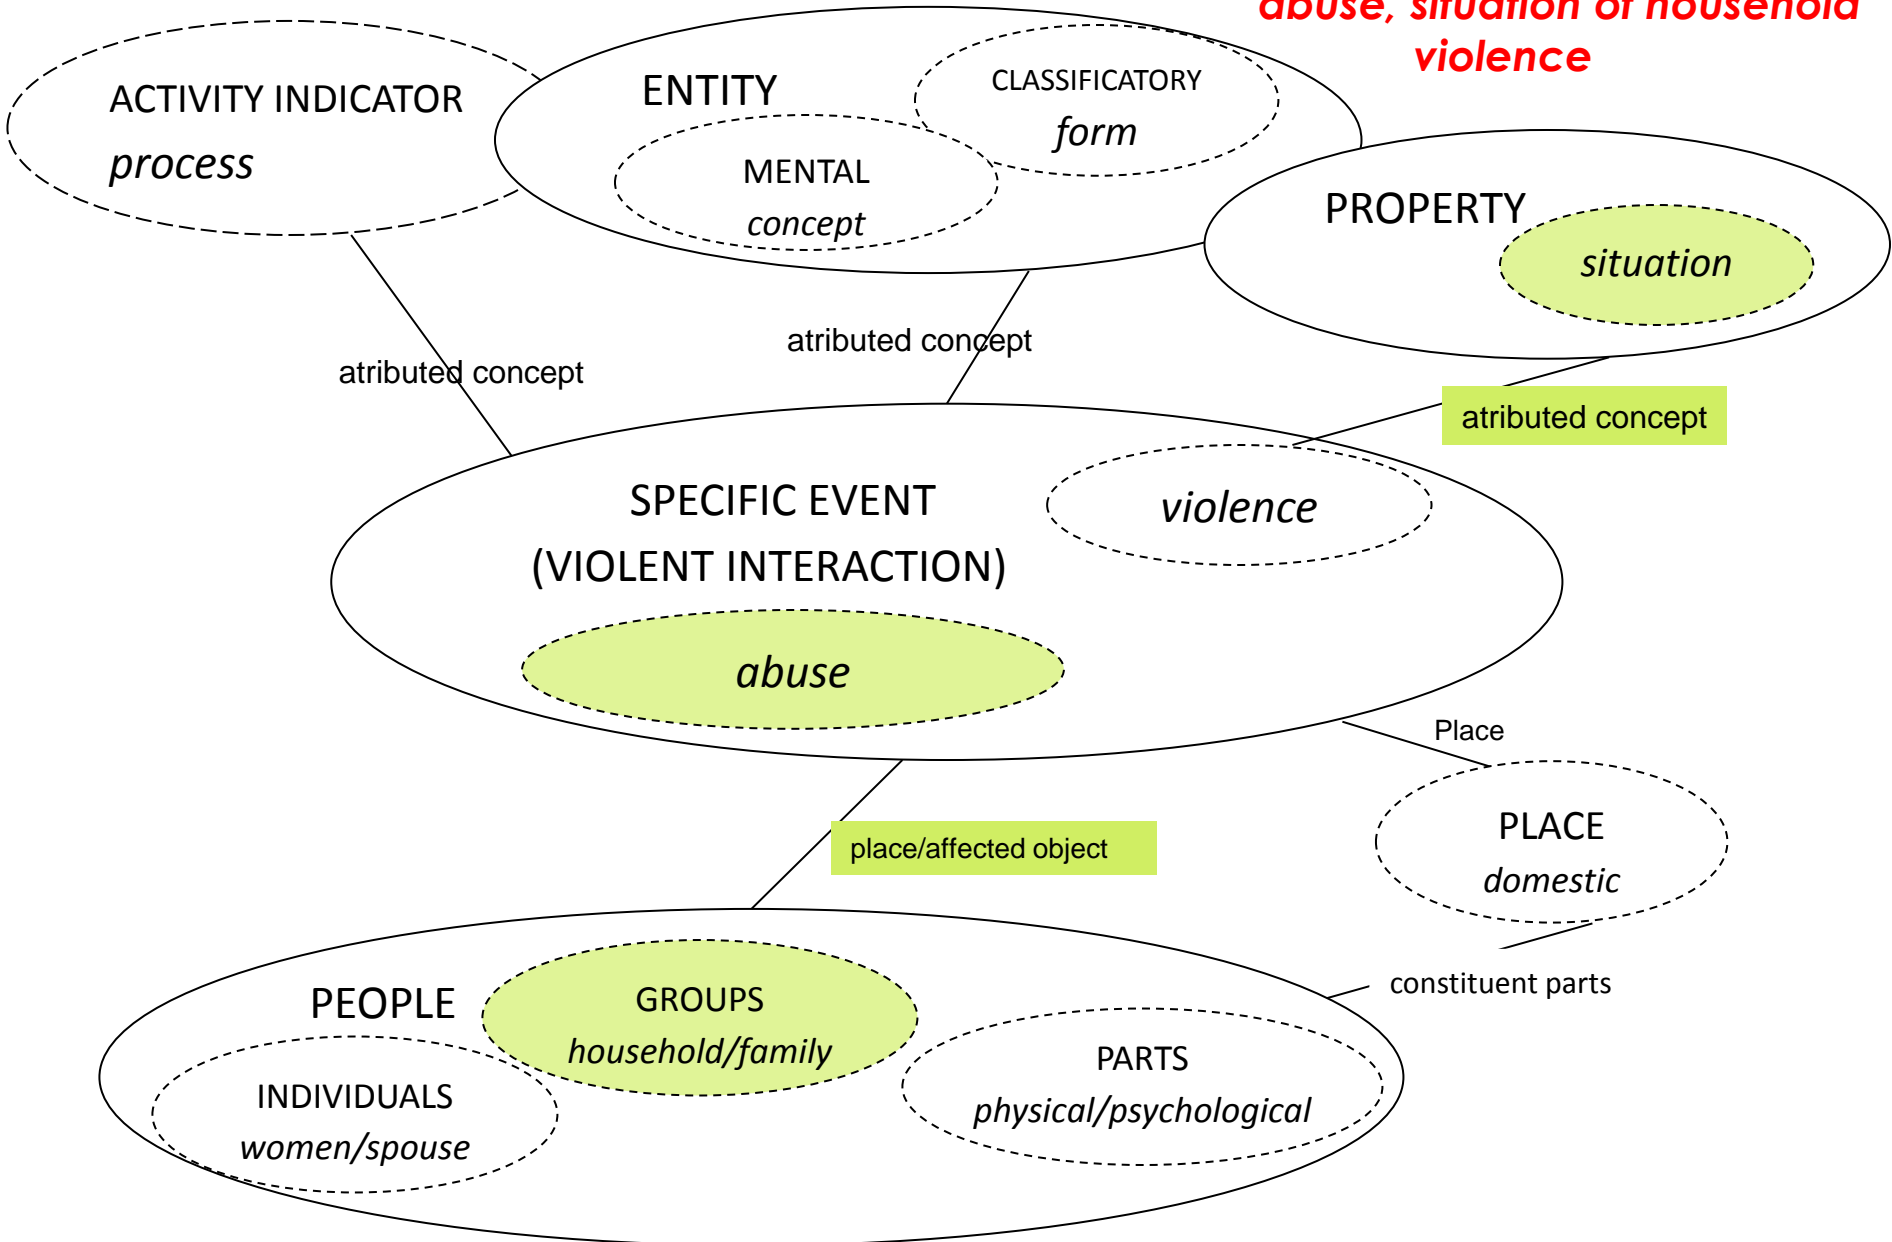 abuse, situation of household
violence
ACTIVITY INDICATOR
process
ENTITY
CLASSIFICATORY
form
MENTAL
concept
PROPERTY
situation
atributed concept
atributed concept
atributed concept
SPECIFIC EVENT
(VIOLENT INTERACTION)
violence
abuse
Place
place/affected object
PLACE
domestic
constituent parts
PEOPLE
GROUPS
household/family
INDIVIDUALS
women/spouse
PARTS
physical/psychological